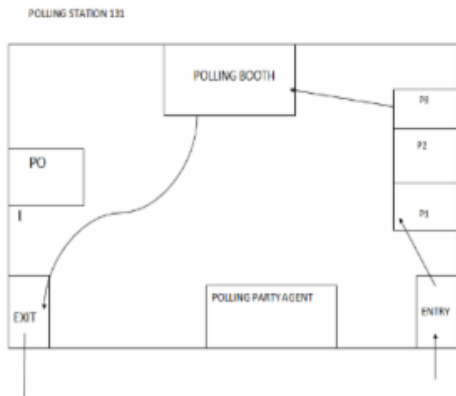 POLLING STATION 131
POLLING BOOTH
P3
P2
P1
PO
I
POLLING PARTY AGENT
EXIT
ENTRY